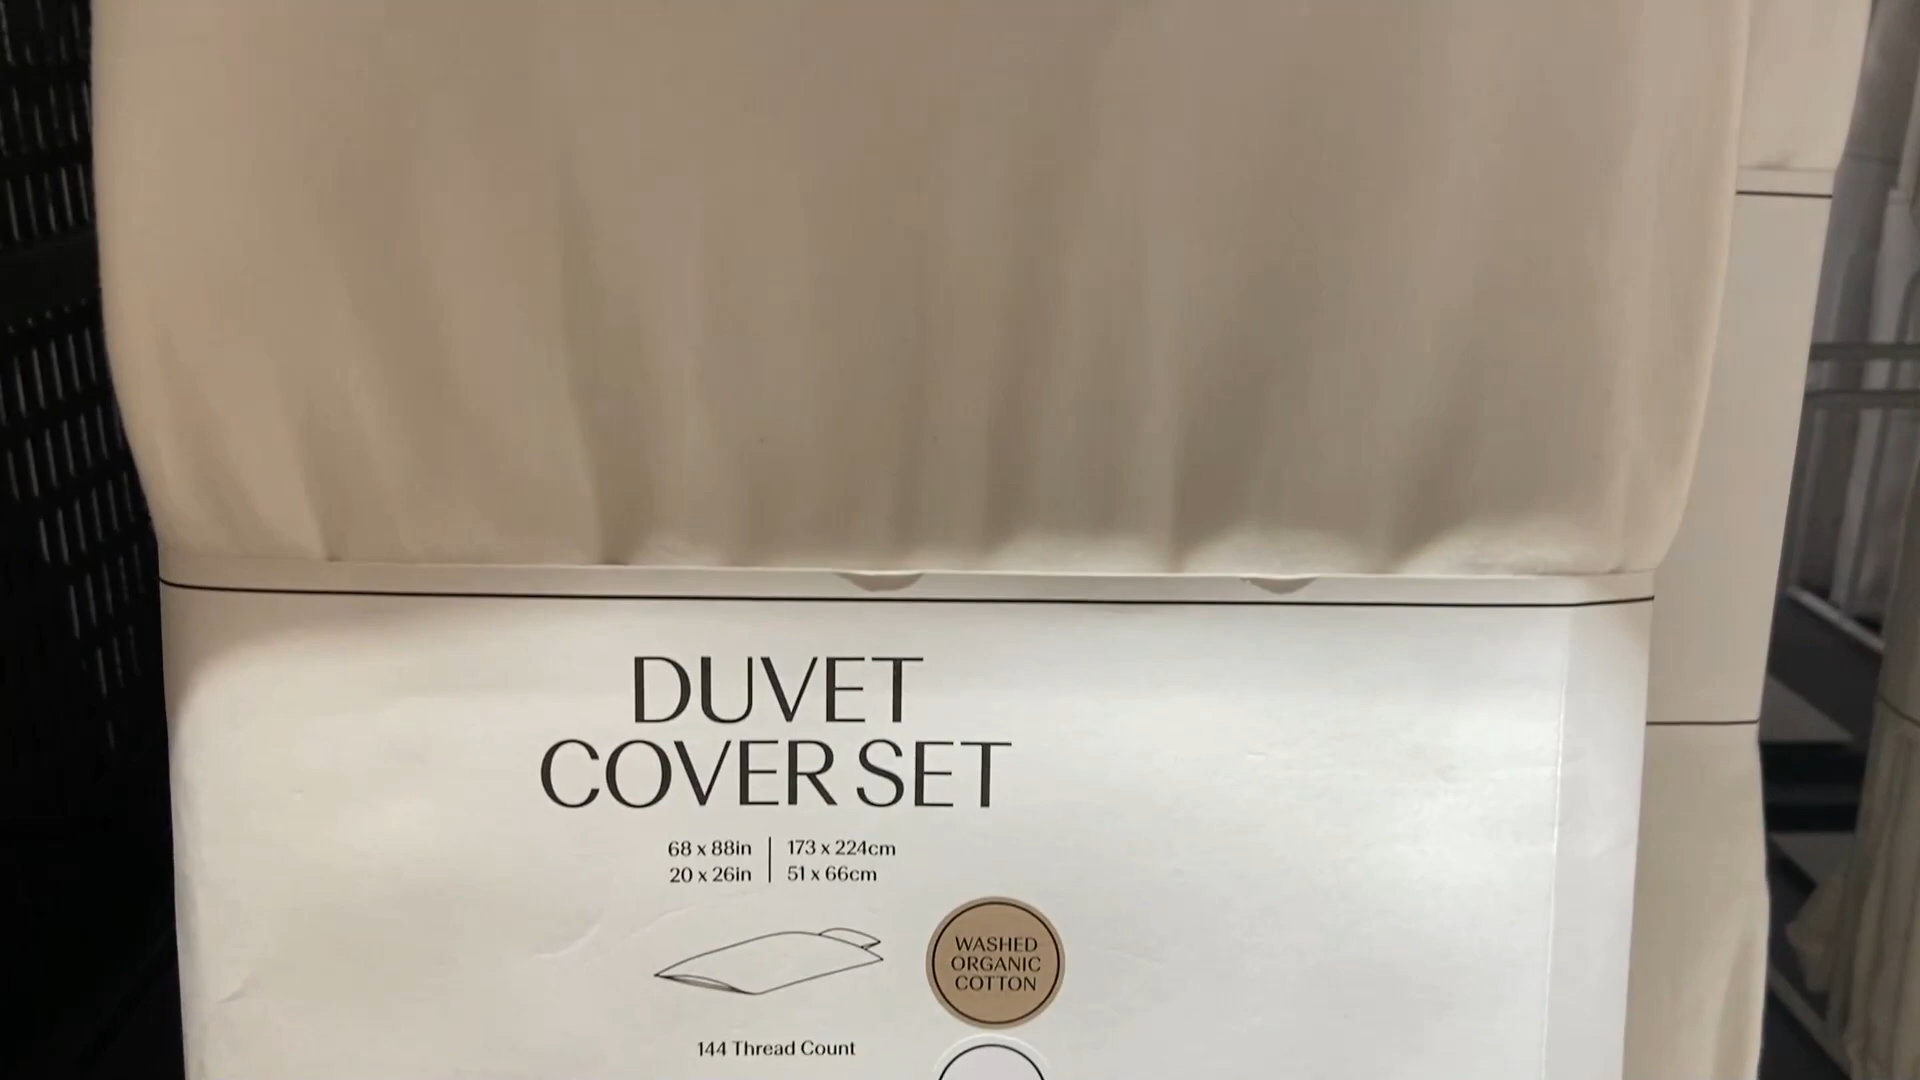 DUVET
COVER SET
68 x 88in | 173 x 224cm
20 x 26in | 51 x 66cm
WASHED
ORGANIC
COTTON
144 Thread Count